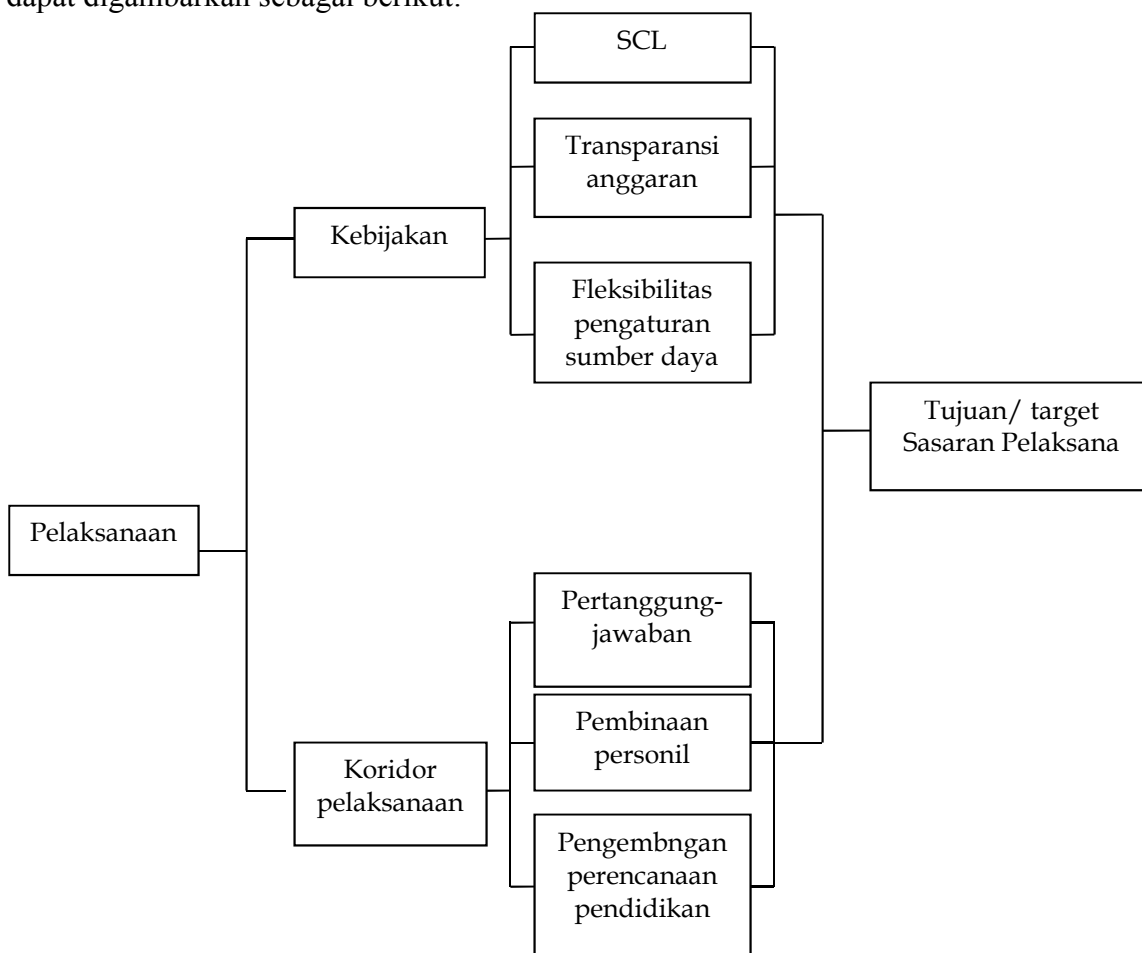 dapat digambarkan sebagai berikut:
SCL
Transparansi
anggaran
Kebijakan
Fleksibilitas
pengaturan
sumber daya
Tujuan/ target
Sasaran Pelaksana
Pelaksanaan
Pertanggung-
jawaban
Pembinaan
personil
Koridor
pelaksanaan
Pengembngan
perencanaan
pendidikan